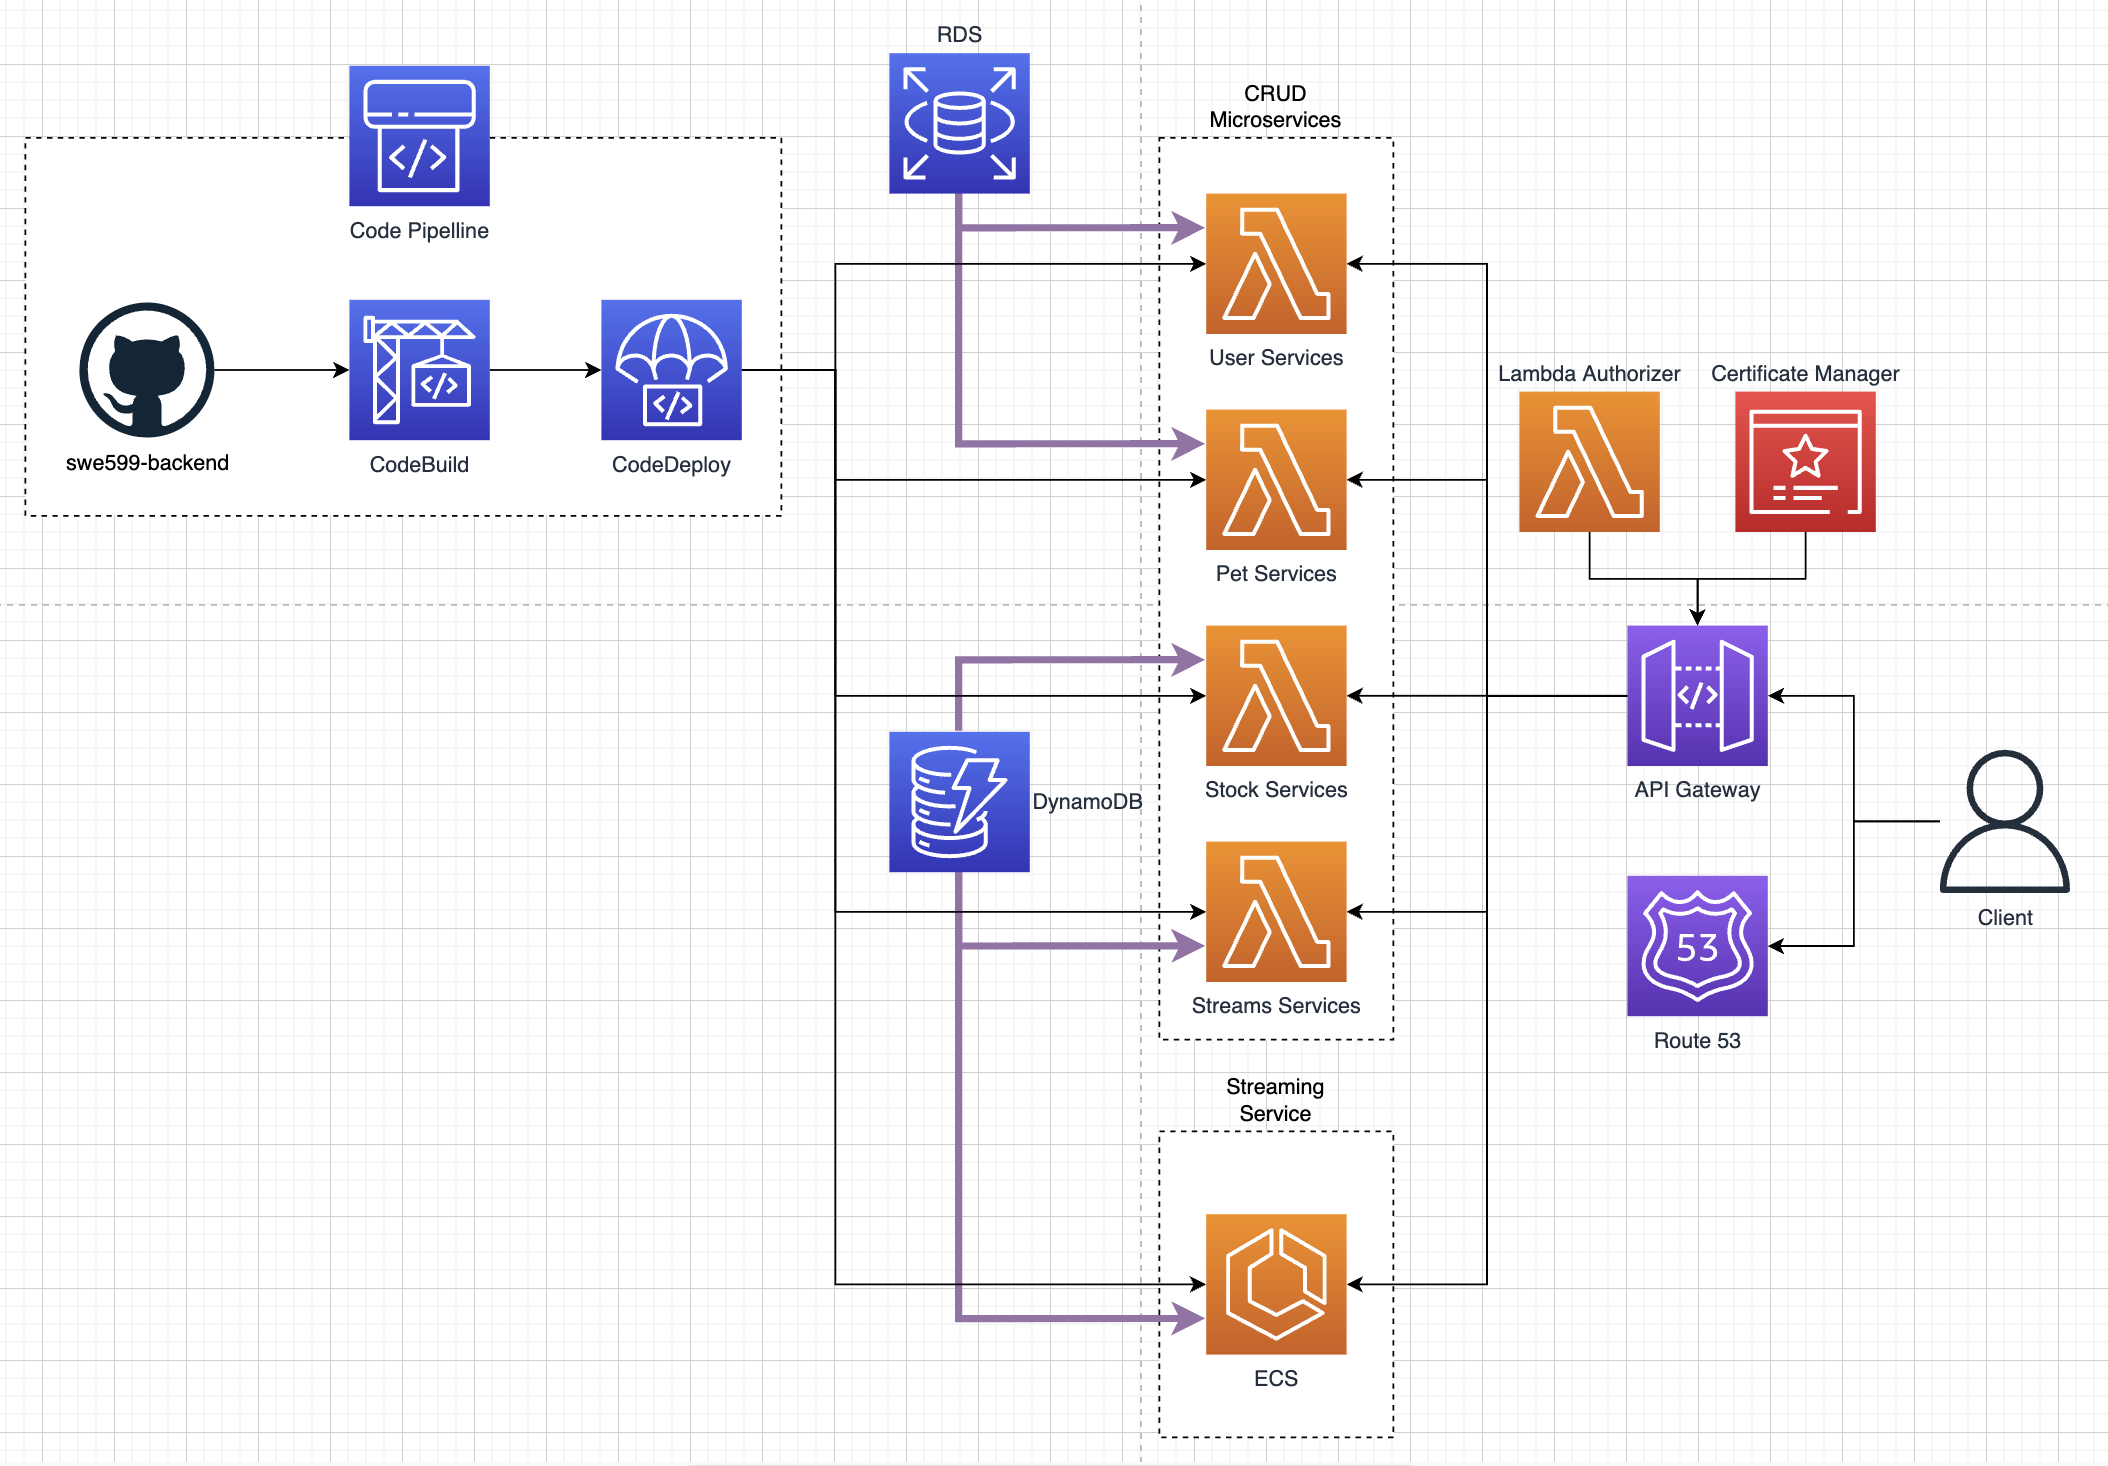 RDS
CRUD
Microservices
Code Pipelline
User Services
Lambda Authorizer
Certificate Manager
swe599-backend
CodeBuild
CodeDeploy
Pet Services
Stock Services
API Gateway
DynamoDB
Client
53
Streams Services
Route 53
Streaming
Service
ECS